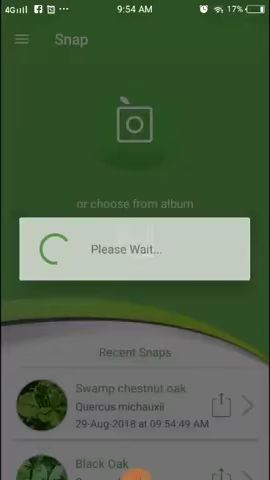 4G 9:54 AM 17%
Snap
or choose from album
Please Wait...
Recent Snaps
Swamp chestnut oak
Quercus michauxii
29-Aug-2018 at 09:54:49 AM
Black Oak